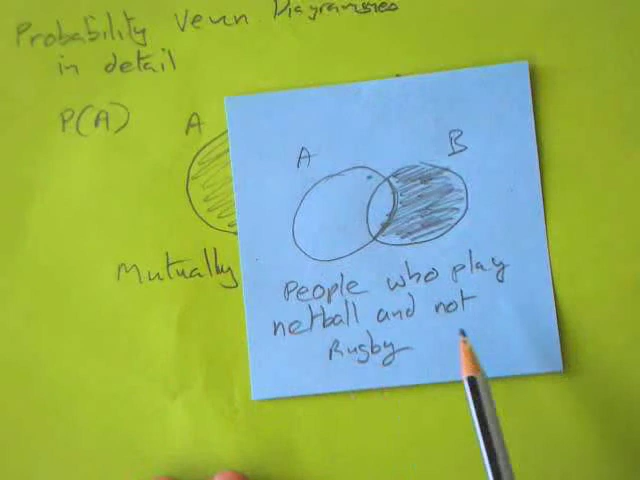 Probability Venn Diagrams
in detail
P(A)
A
A
B
Mutually
People who play
netball and not
Rugby